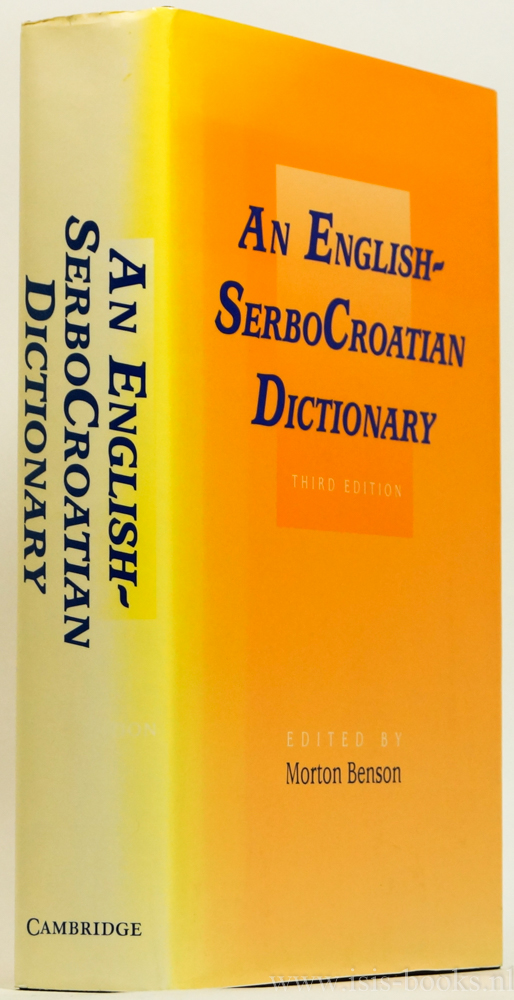 AN ENGLISH-
SERBOCROATIAN
DICTIONARY
CAMBRIDGE
AN ENGLISH-
SERBOCROATIAN
DICTIONARY
THIRD EDITION
EDITED BY
Morton Benson
www.isis-books.nl